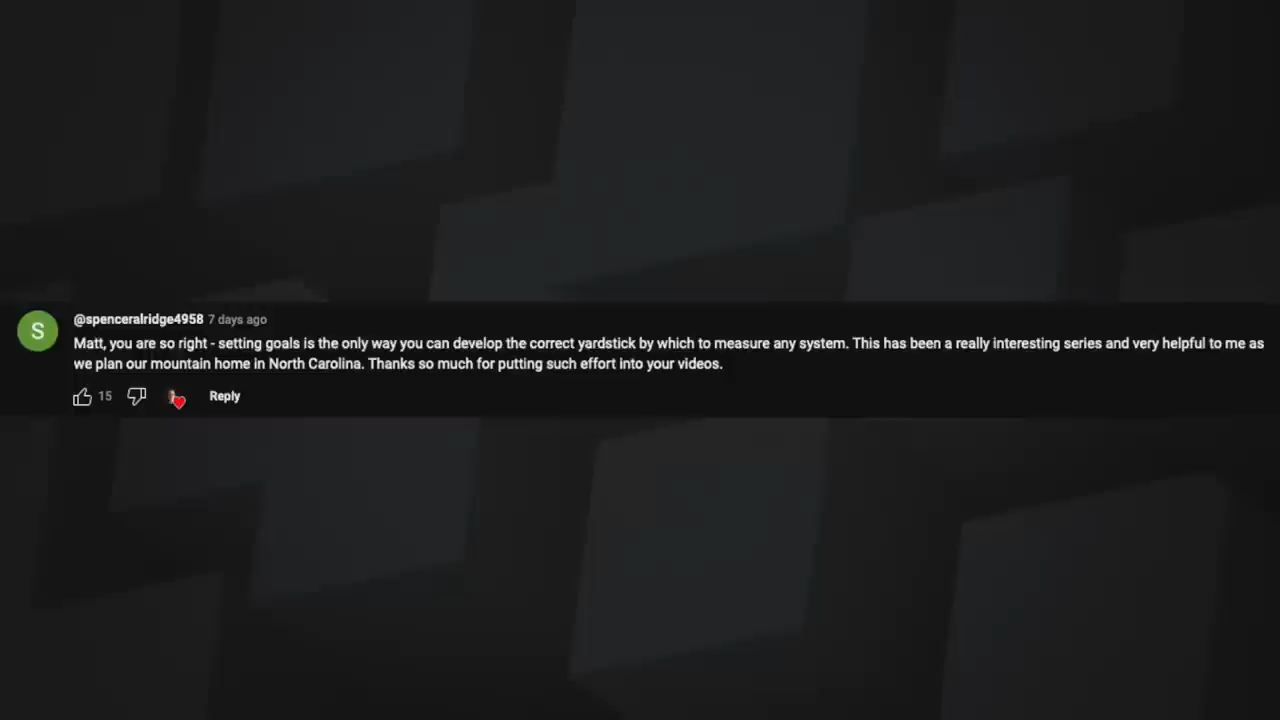 S
@spenceralridge4958 7 days ago
Matt, you are so right - setting goals is the only way you can develop the correct yardstick by which to measure any system. This has been a really interesting series and very helpful to me as
we plan our mountain home in North Carolina. Thanks so much for putting such effort into your videos.
15 Reply